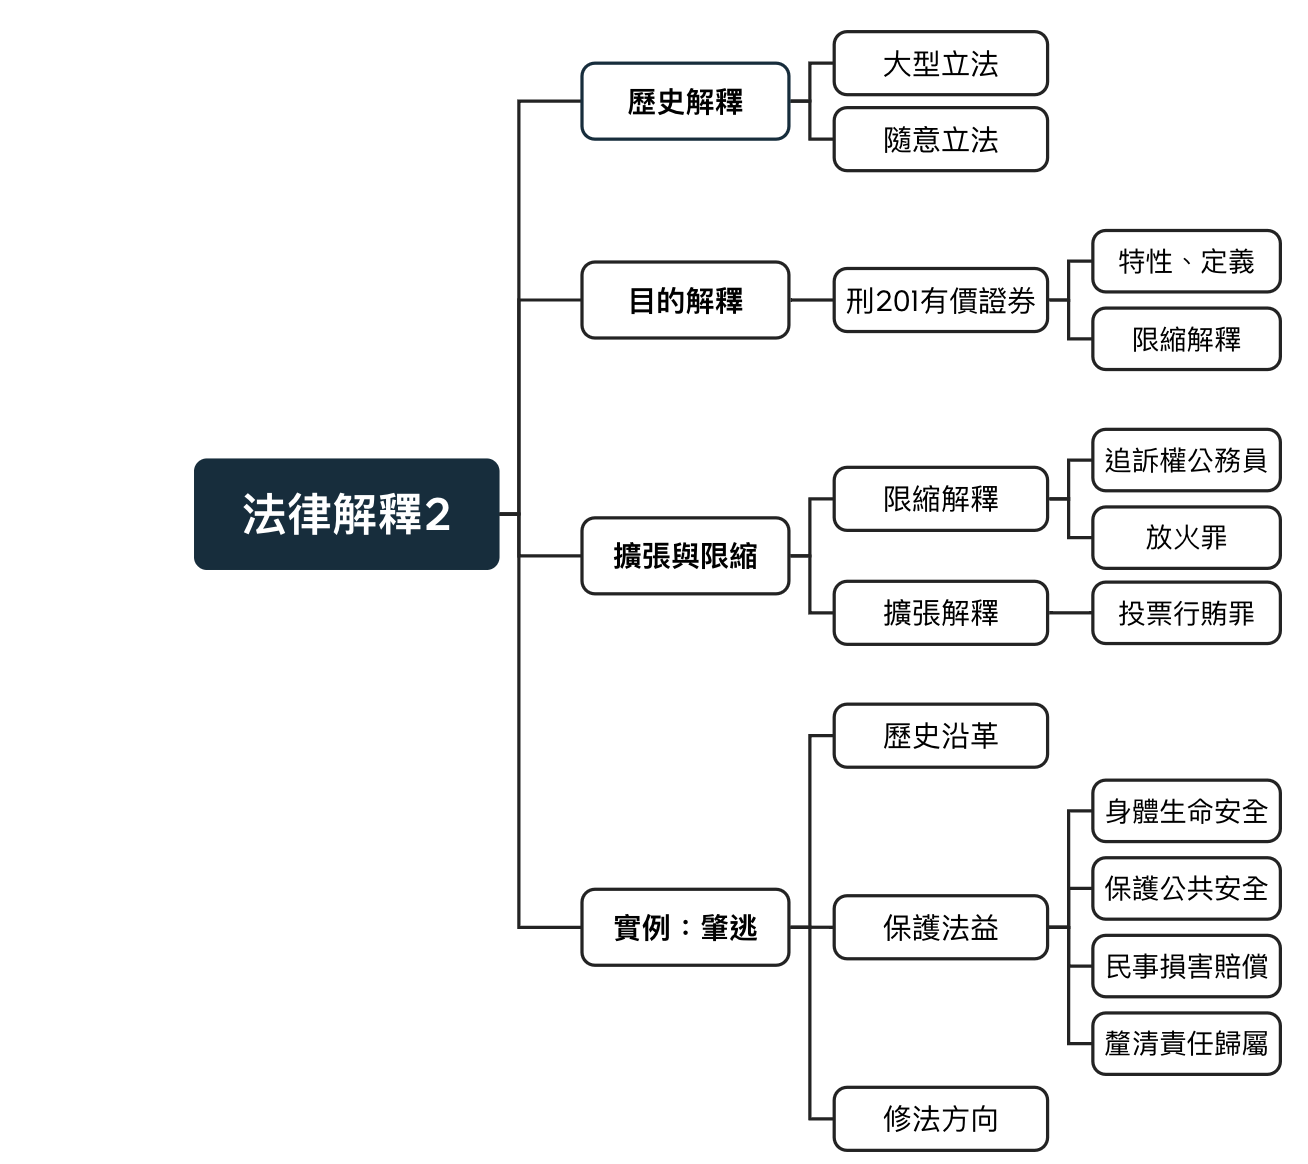 法律解釋2
歷史解釋
大型立法
隨意立法
目的解釋
刑201有價證券
特性、定義
限縮解釋
擴張與限縮
限縮解釋
追訴權公務員
放火罪
擴張解釋
投票行賄罪
實例：肇逃
歷史沿革
保護法益
身體生命安全
保護公共安全
民事損害賠償
釐清責任歸屬
修法方向